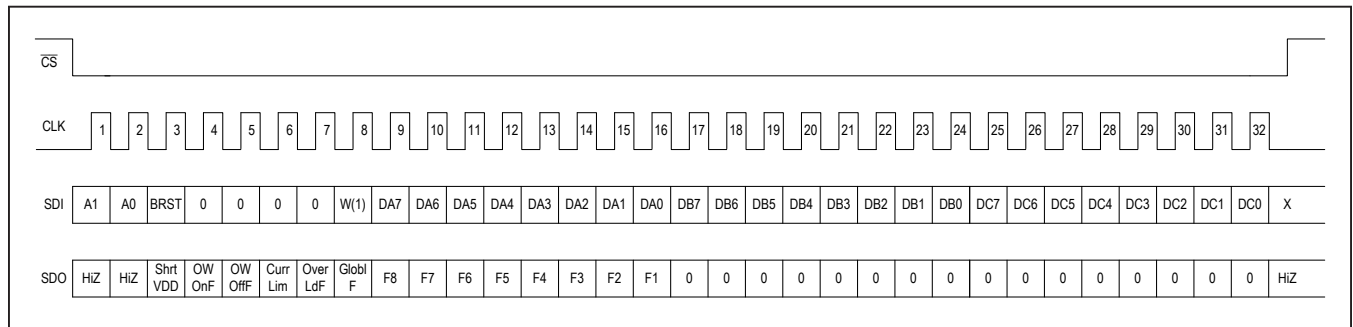 CS
CLK 1 2 3 4 5 6 7 8 9 10 11 12 13 14 15 16 17 18 19 20 21 22 23 24 25 26 27 28 29 30 31 32
SDI A1 A0 BRST 0 0 0 0 W(1) DA7 DA6 DA5 DA4 DA3 DA2 DA1 DA0 DB7 DB6 DB5 DB4 DB3 DB2 DB1 DB0 DC7 DC6 DC5 DC4 DC3 DC2 DC1 DC0 X
SDO HiZ HiZ Shrt VDD OW OnF OW OffF Curr Lim Over LdF Globl F F8 F7 F6 F5 F4 F3 F2 F1 0 0 0 0 0 0 0 0 0 0 0 0 0 0 0 0 HiZ